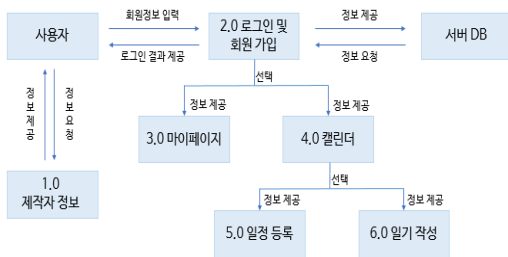 회원정보 입력
정보 제공
사용자
2.0 로그인 및
회원 가입
서버 DB
로그인 결과 제공
정보 요청
선택
정보 제공
정보 요청
정보 제공
정보 제공
3.0 마이페이지
4.0 캘린더
1.0
제작자 정보
선택
정보 제공
정보 제공
5.0 일정 등록
6.0 일기 작성